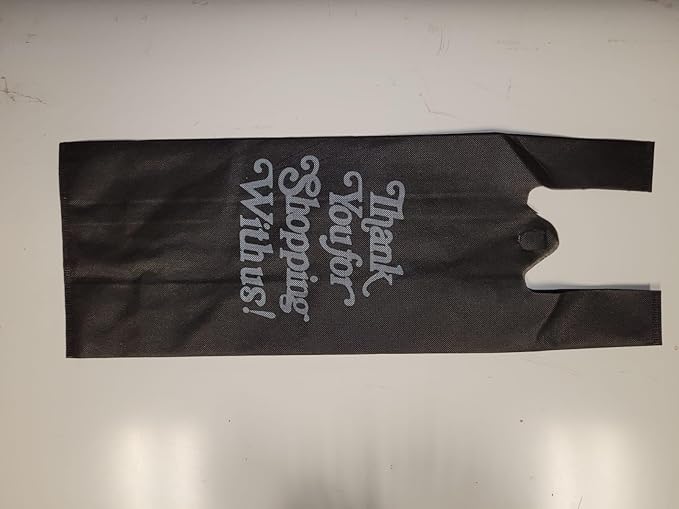 Thank
You for
Shopping
With us!